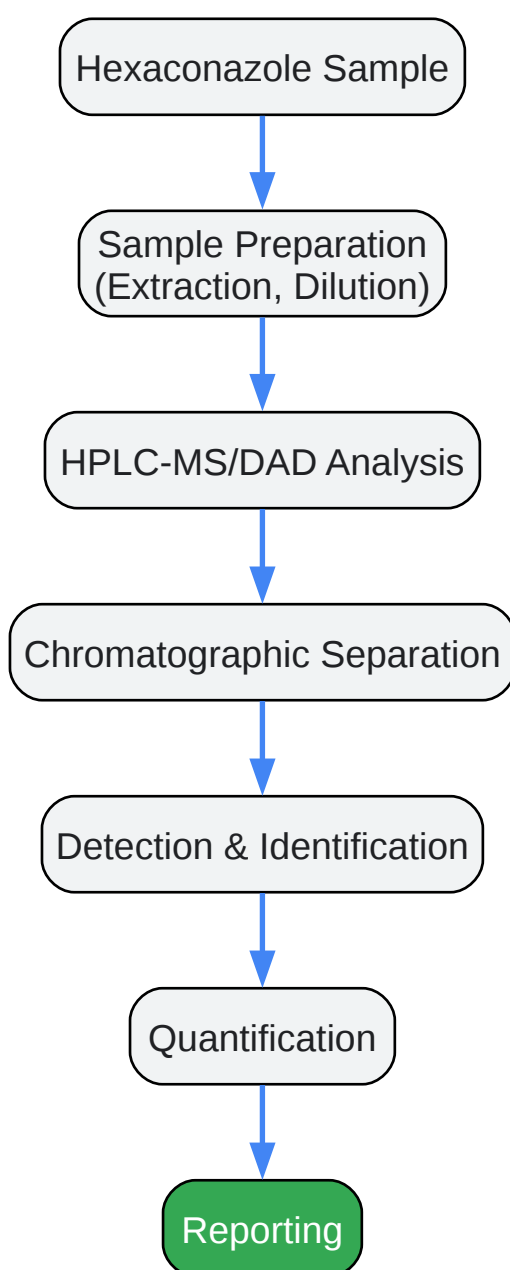 Hexaconazole Sample
Sample Preparation
(Extraction, Dilution)
HPLC-MS/DAD Analysis
Chromatographic Separation
Detection & Identification
Quantification
Reporting